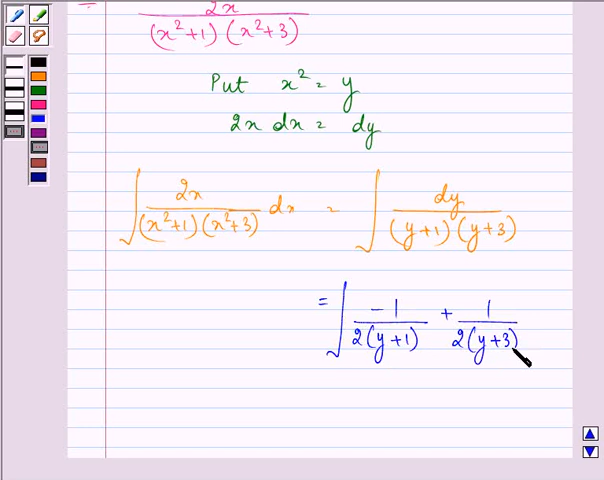 2x
(x²+1) (x²+3)
Put x² = y
2x dx = dy
∫ 2x / (x²+1)(x²+3) dx = ∫ dy / (y+1)(y+3)
= ∫ -1 / 2(y+1) + 1 / 2(y+3)